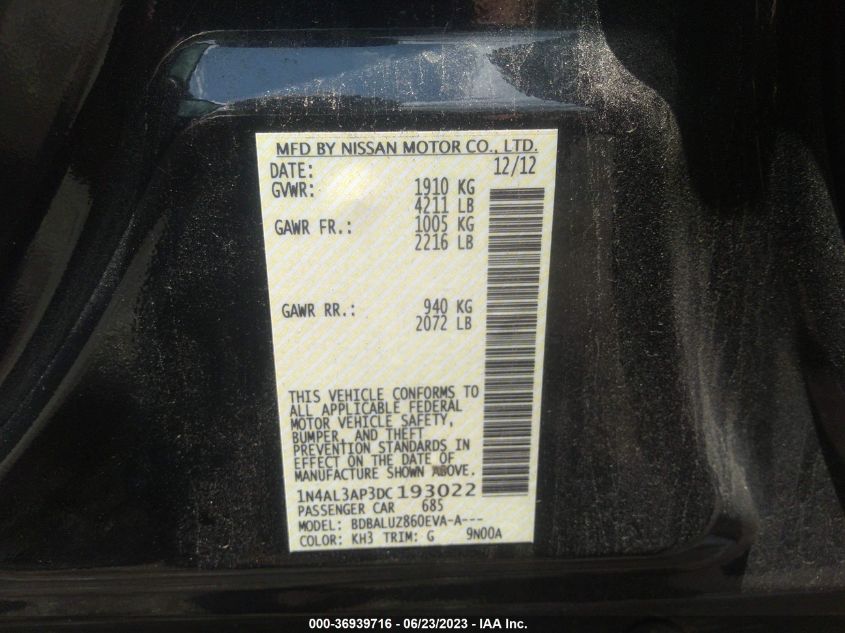 MFD BY NISSAN MOTOR CO., LTD.
DATE: 12/12
GVWR: 1910 KG
4211 LB
GAWR FR.: 1005 KG
2216 LB
GAWR RR.: 940 KG
2072 LB
THIS VEHICLE CONFORMS TO
ALL APPLICABLE FEDERAL
MOTOR VEHICLE SAFETY,
BUMPER, AND THEFT
PREVENTION STANDARDS IN
EFFECT ON THE DATE OF
MANUFACTURE SHOWN ABOVE.
1N4AL3AP3DC193022
PASSENGER CAR 685
MODEL: BDBALUZ860EVA-A---
COLOR: KH3 TRIM: G 9N00A
000-36939716 - 06/23/2023 - IAA Inc.